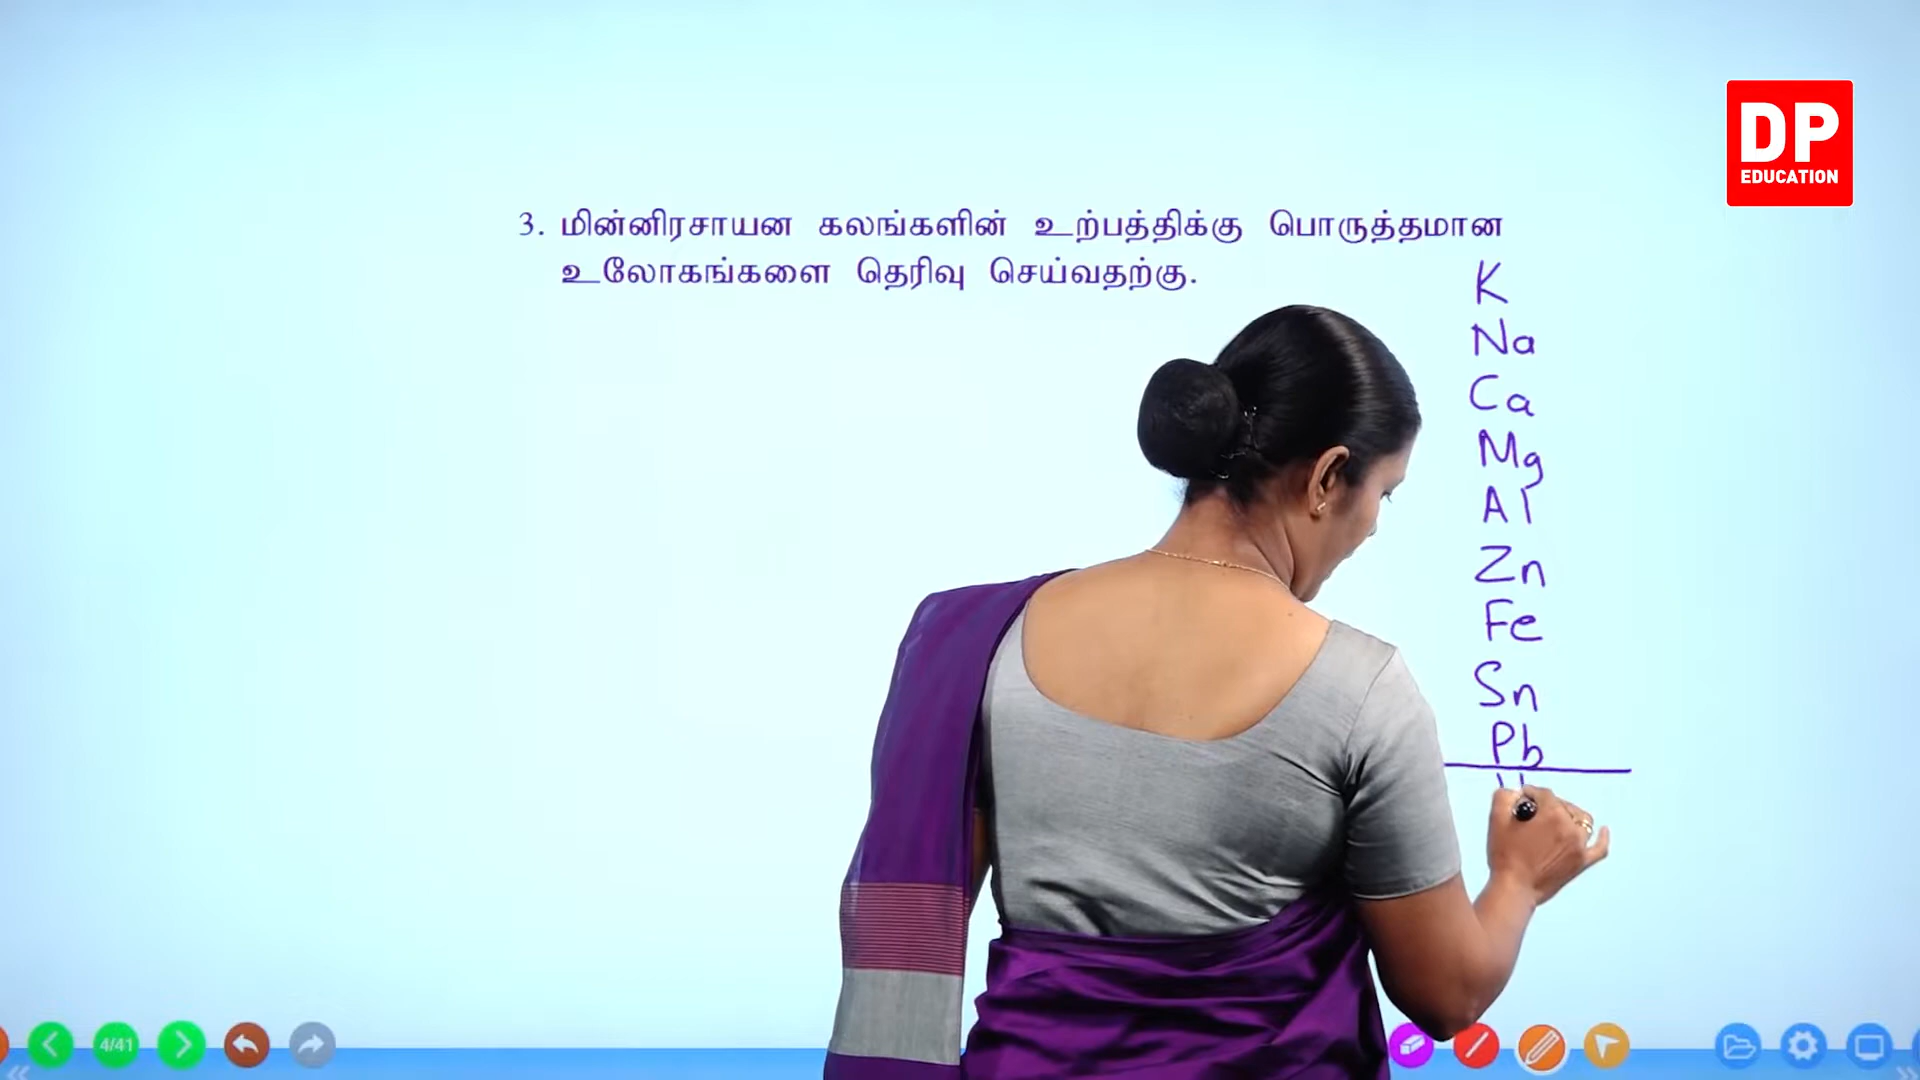 DP
EDUCATION
3. மின்னிரசாயன கலங்களின் உற்பத்திக்கு பொருத்தமான
உலோகங்களை தெரிவு செய்வதற்கு.
K
Na
Ca
Mg
Al
Zn
Fe
Sn
Pb
4/41